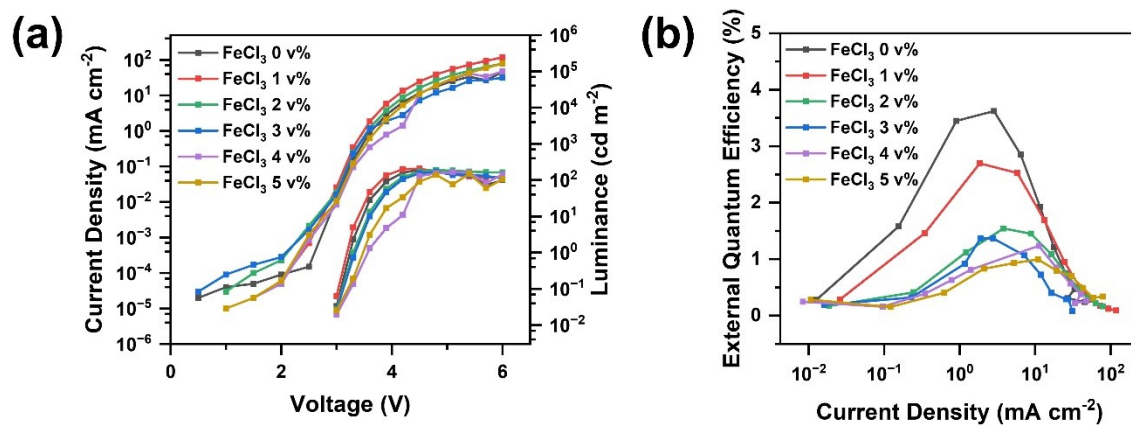 (a)
Current Density (mA cm⁻²)
10²
10¹
10⁰
10⁻¹
10⁻²
10⁻³
10⁻⁴
10⁻⁵
10⁻⁶
FeCl₃ 0 v%
FeCl₃ 1 v%
FeCl₃ 2 v%
FeCl₃ 3 v%
FeCl₃ 4 v%
FeCl₃ 5 v%
10⁶
10⁵
10⁴
10³
10²
10¹
10⁰
10⁻¹
10⁻²
Luminance (cd m⁻²)
0 2 4 6
Voltage (V)
(b)
External Quantum Efficiency (%)
5
4
3
2
1
0
FeCl₃ 0 v%
FeCl₃ 1 v%
FeCl₃ 2 v%
FeCl₃ 3 v%
FeCl₃ 4 v%
FeCl₃ 5 v%
10⁻² 10⁻¹ 10⁰ 10¹ 10²
Current Density (mA cm⁻²)